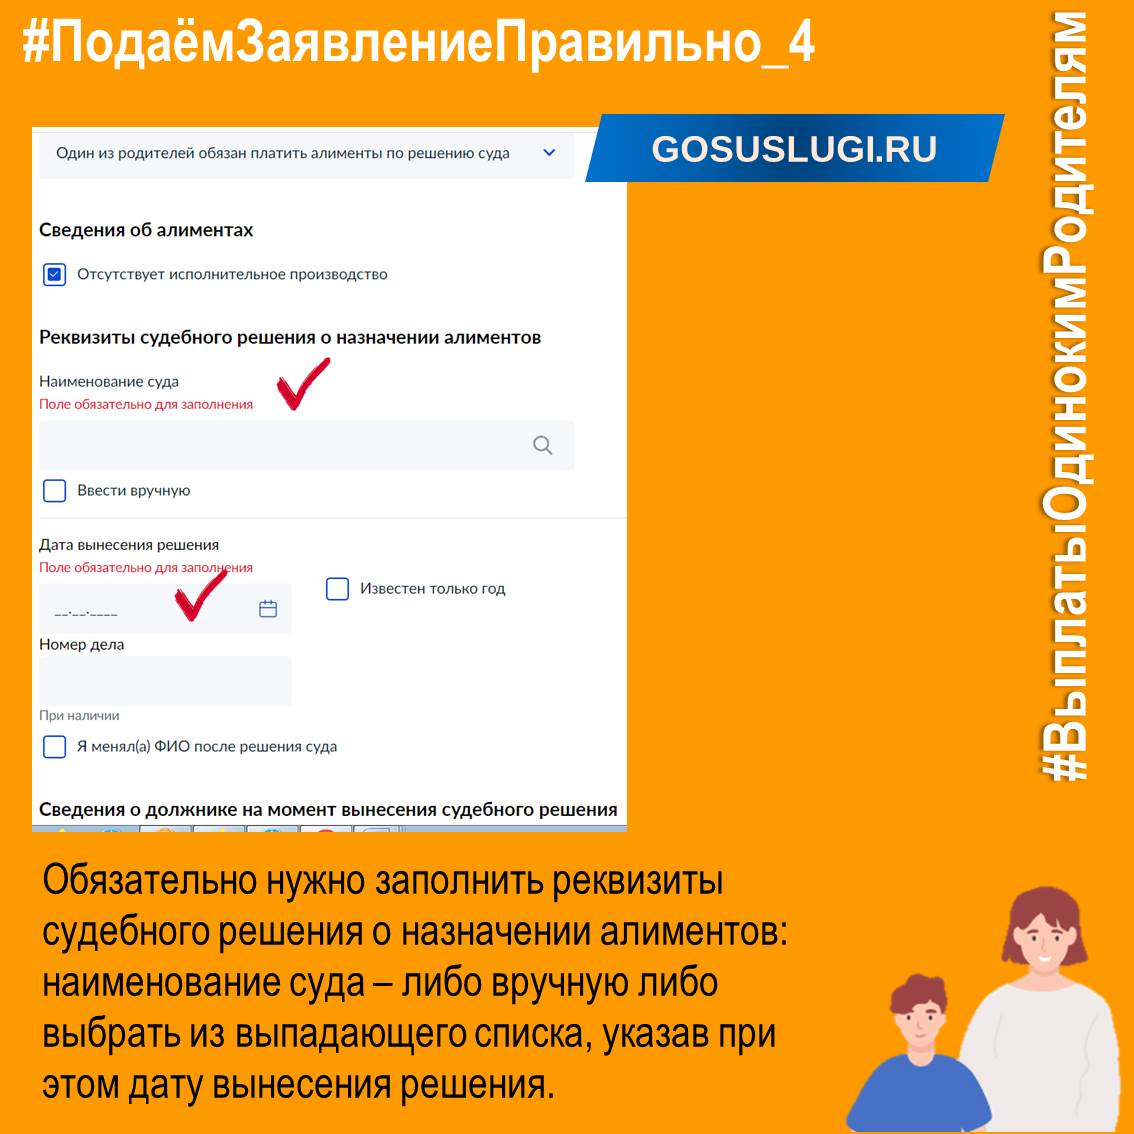 #ПодаёмЗаявлениеПравильно_4
GOSUSLUGI.RU
#ВыплатыОдинокимРодителям
Один из родителей обязан платить алименты по решению суда
Сведения об алиментах
Отсутствует исполнительное производство
Реквизиты судебного решения о назначении алиментов
Наименование суда
Поле обязательно для заполнения
Ввести вручную
Дата вынесения решения
Поле обязательно для заполнения
__.__.____
Известен только год
Номер дела
При наличии
Я менял(а) ФИО после решения суда
Сведения о должнике на момент вынесения судебного решения
Обязательно нужно заполнить реквизиты
судебного решения о назначении алиментов:
наименование суда – либо вручную либо
выбрать из выпадающего списка, указав при
этом дату вынесения решения.